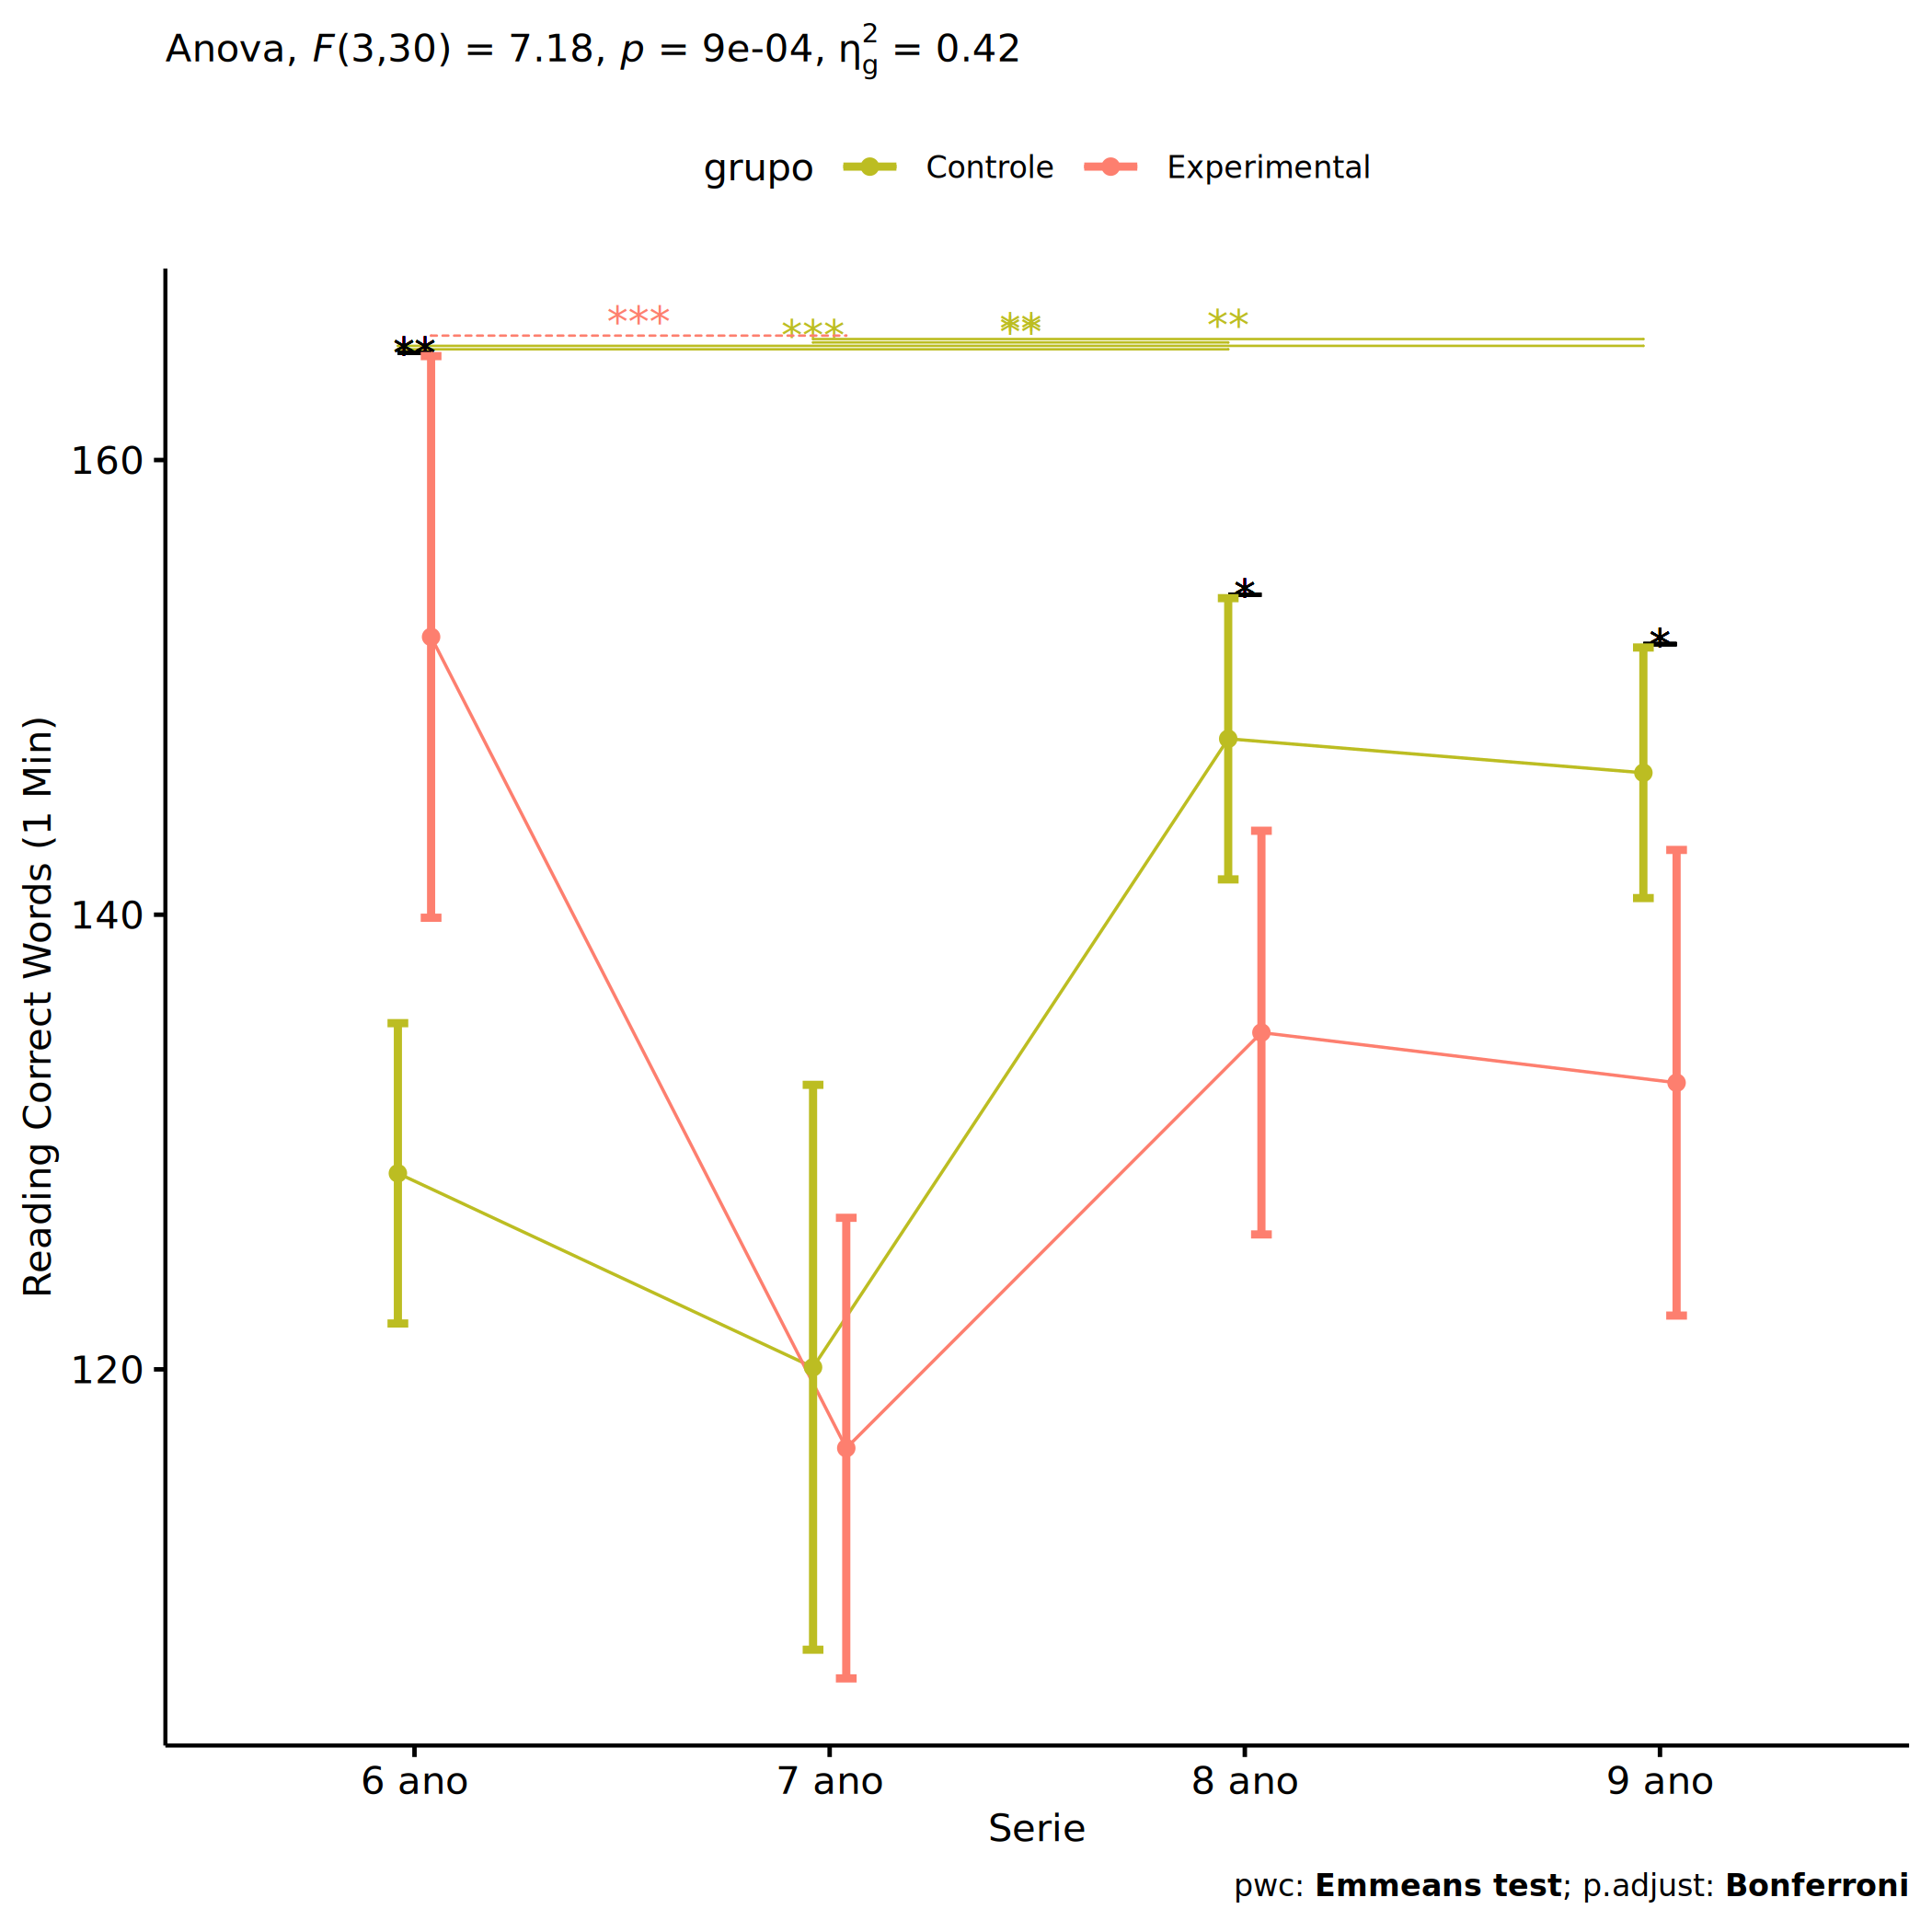 Anova, F(3,30) = 7.18, p = 9e-04, η²g = 0.42
grupo Controle Experimental
*** *** ** ** **
**
*
*
160
140
120
Reading Correct Words (1 Min)
6 ano 7 ano 8 ano 9 ano
Serie
pwc: Emmeans test; p.adjust: Bonferroni